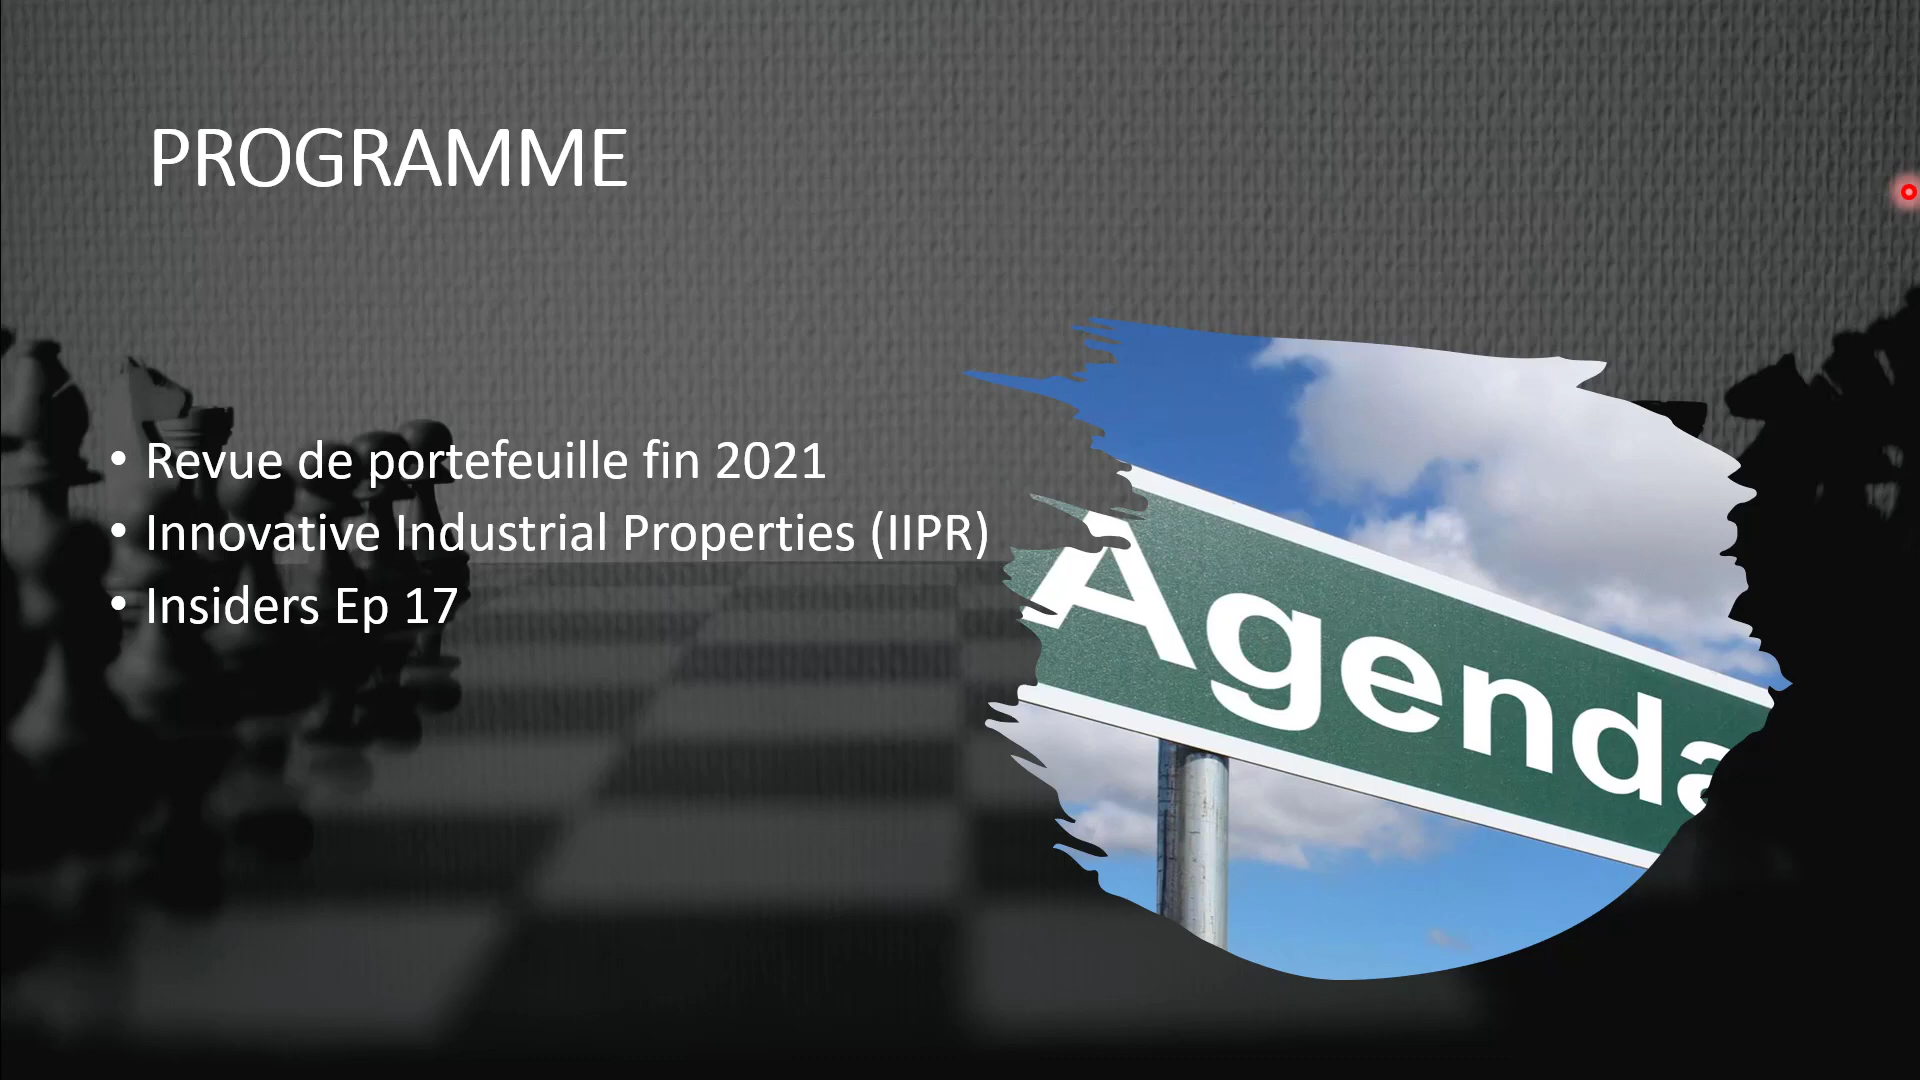 PROGRAMME
• Revue de portefeuille fin 2021
• Innovative Industrial Properties (IIPR)
• Insiders Ep 17
Agenda